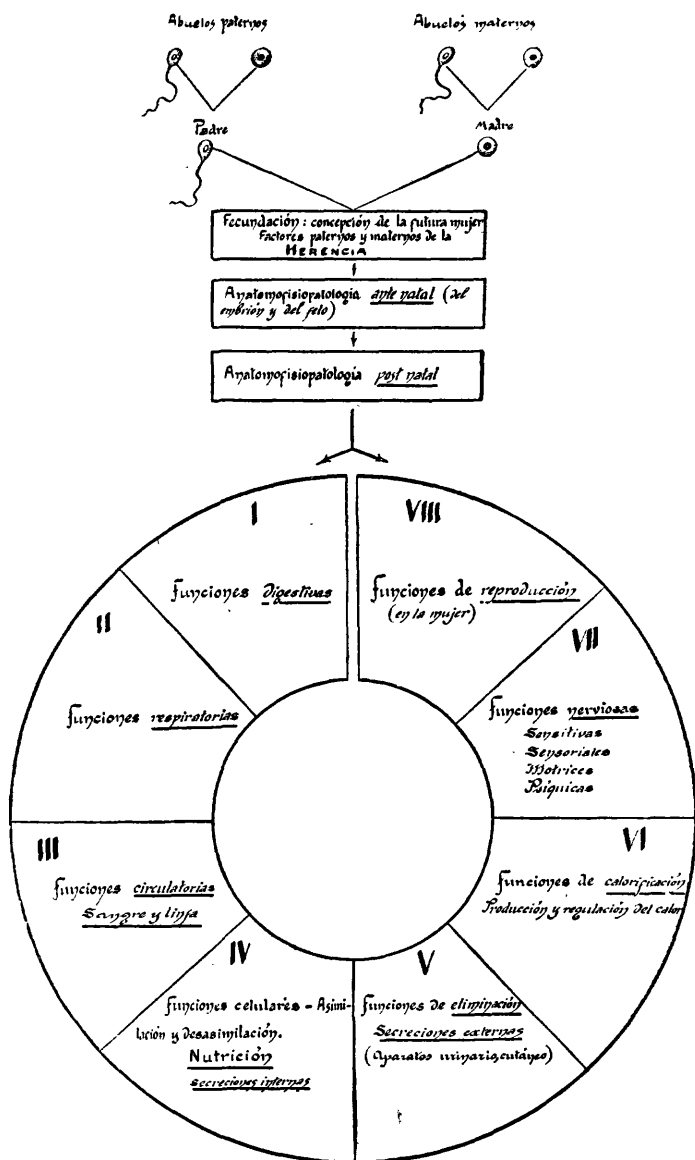 Abuelos paternos
Abuelos maternos
Padre
Madre
Fecundación: concepción de la futura mujer
Factores paternos y maternos de la
HERENCIA
Anatomofisiopatología ante natal (del
embrión y del feto)
Anatomofisiopatología post natal
I
Funciones digestivas
VIII
Funciones de reproducción
(en la mujer)
II
Funciones respiratorias
VII
Funciones nerviosas
Sensitivas
Sensoriales
Motrices
Psíquicas
III
Funciones circulatorias
Sangre y linfa
VI
Funciones de calorificación
Producción y regulación del calor
IV
Funciones celulares - Asimi-
lación y desasimilación.
Nutrición
secreciones internas
V
Funciones de eliminación
Secreciones externas
(Aparatos urinario, cutáneo)